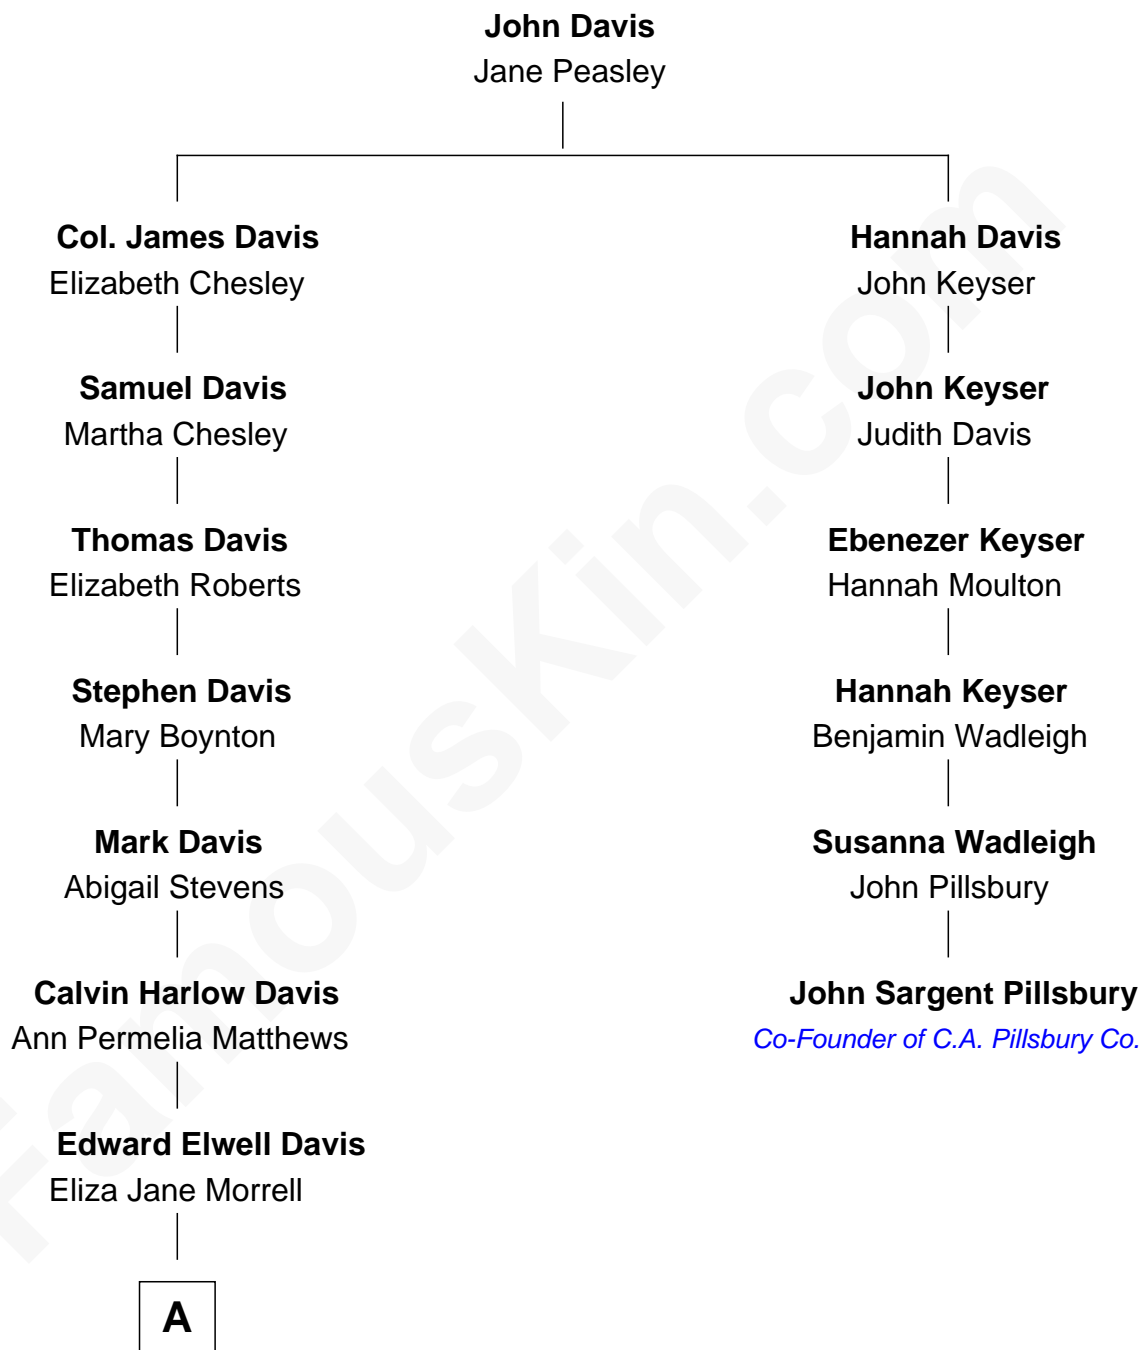 John Davis
Jane Peasley
Col. James Davis
Elizabeth Chesley
Hannah Davis
John Keyser
Samuel Davis
Martha Chesley
John Keyser
Judith Davis
Thomas Davis
Elizabeth Roberts
Ebenezer Keyser
Hannah Moulton
Stephen Davis
Mary Boynton
Hannah Keyser
Benjamin Wadleigh
Mark Davis
Abigail Stevens
Susanna Wadleigh
John Pillsbury
Calvin Harlow Davis
Ann Permelia Matthews
John Sargent Pillsbury
Co-Founder of C.A. Pillsbury Co.
Edward Elwell Davis
Eliza Jane Morrell
A
FamousKin.com